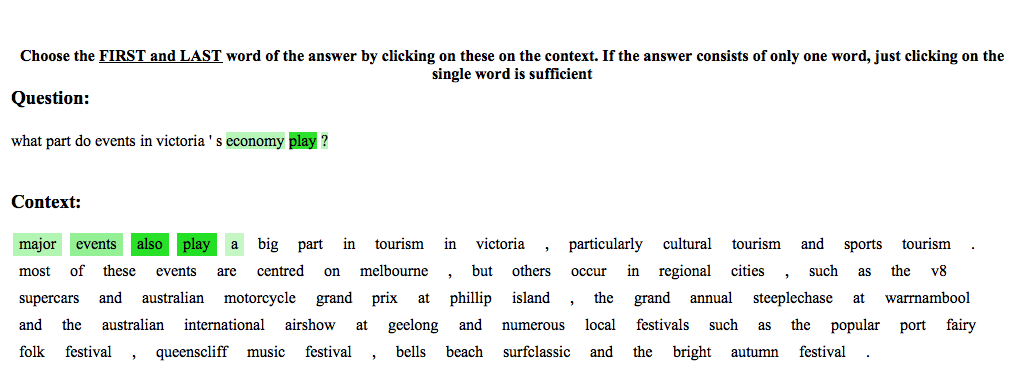 Choose the FIRST and LAST word of the answer by clicking on these on the context. If the answer consists of only one word, just clicking on the
single word is sufficient
Question:
what part do events in victoria ' s economy play ?
Context:
major events also play a big part in tourism in victoria , particularly cultural tourism and sports tourism .
most of these events are centred on melbourne , but others occur in regional cities , such as the v8
supercars and australian motorcycle grand prix at phillip island , the grand annual steeplechase at warrnambool
and the australian international airshow at geelong and numerous local festivals such as the popular port fairy
folk festival , queenscliff music festival , bells beach surfclassic and the bright autumn festival .